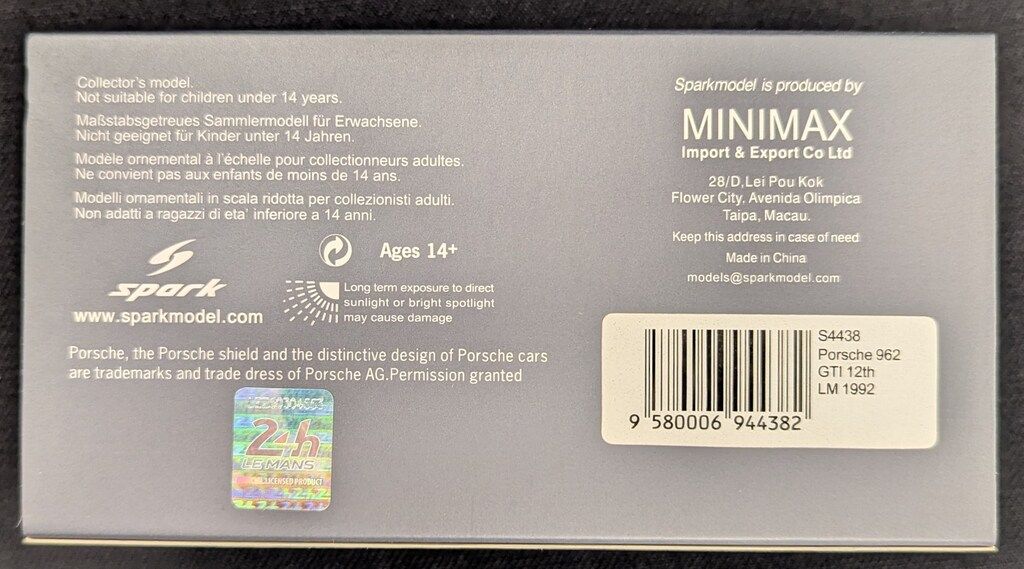 Collector's model.
Not suitable for children under 14 years.
Maßstabsgetreues Sammlermodell für Erwachsene.
Nicht geeignet für Kinder unter 14 Jahren.
Modèle ornemental à l'échelle pour collectionneurs adultes.
Ne convient pas aux enfants de moins de 14 ans.
Modelli ornamentali in scala ridotta per collezionisti adulti.
Non adatti a ragazzi di eta' inferiore a 14 anni.
Ages 14+
spark
www.sparkmodel.com
Long term exposure to direct
sunlight or bright spotlight
may cause damage
Porsche, the Porsche shield and the distinctive design of Porsche cars
are trademarks and trade dress of Porsche AG.Permission granted
24h
LE MANS
LICENSED PRODUCT
Sparkmodel is produced by
MINIMAX
Import & Export Co Ltd
28/D,Lei Pou Kok
Flower City, Avenida Olimpica
Taipa, Macau.
Keep this address in case of need
Made in China
models@sparkmodel.com
S4438
Porsche 962
GTI 12th
LM 1992
9 580006 944382